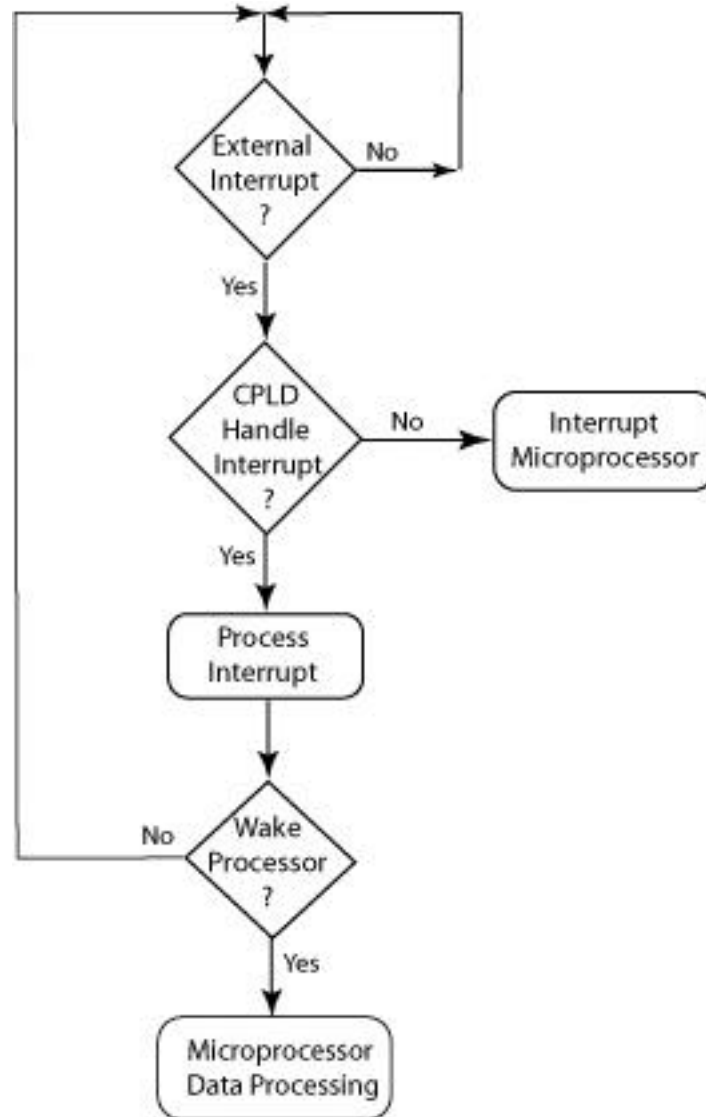 External
Interrupt
?
No
Yes
CPLD
Handle
Interrupt
?
No
Interrupt
Microprocessor
Yes
Process
Interrupt
Wake
Processor
?
No
Yes
Microprocessor
Data Processing